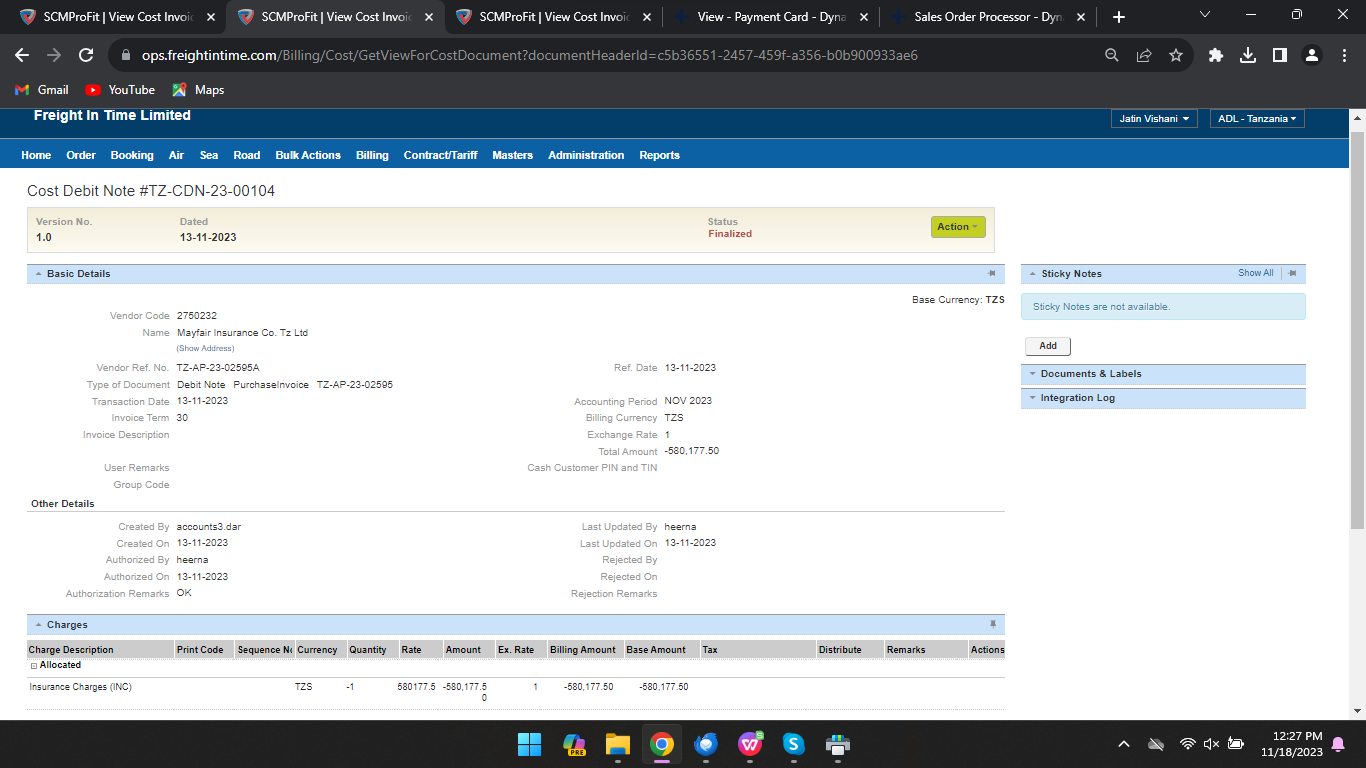 SCMProFit | View Cost Invoic
SCMProFit | View Cost Invoic
SCMProFit | View Cost Invoic
View - Payment Card - Dyna
Sales Order Processor - Dyn
ops.freightintime.com/Billing/Cost/GetViewForCostDocument?documentHeaderId=c5b36551-2457-459f-a356-b0b900933ae6
Gmail YouTube Maps
Freight In Time Limited
Jatin Vishani
ADL - Tanzania
Home Order Booking Air Sea Road Bulk Actions Billing Contract/Tariff Masters Administration Reports
Cost Debit Note #TZ-CDN-23-00104
Version No. Dated Status
1.0 13-11-2023 Finalized
Action
Basic Details
Base Currency: TZS
Vendor Code 2750232
Name Mayfair Insurance Co. Tz Ltd
(Show Address)
Vendor Ref. No. TZ-AP-23-02595A Ref. Date 13-11-2023
Type of Document Debit Note PurchaseInvoice TZ-AP-23-02595
Transaction Date 13-11-2023 Accounting Period NOV 2023
Invoice Term 30 Billing Currency TZS
Invoice Description Exchange Rate 1
Total Amount -580,177.50
User Remarks Cash Customer PIN and TIN
Group Code
Other Details
Created By accounts3.dar Last Updated By heerna
Created On 13-11-2023 Last Updated On 13-11-2023
Authorized By heerna Rejected By
Authorized On 13-11-2023 Rejected On
Authorization Remarks OK Rejection Remarks
Sticky Notes Show All
Sticky Notes are not available.
Add
Documents & Labels
Integration Log
Charges
Charge Description Print Code Sequence No Currency Quantity Rate Amount Ex. Rate Billing Amount Base Amount Tax Distribute Remarks Actions
Allocated
Insurance Charges (INC) TZS -1 580177.5 -580,177.5 1 -580,177.50 -580,177.50
0
PRE
S
12:27 PM
11/18/2023